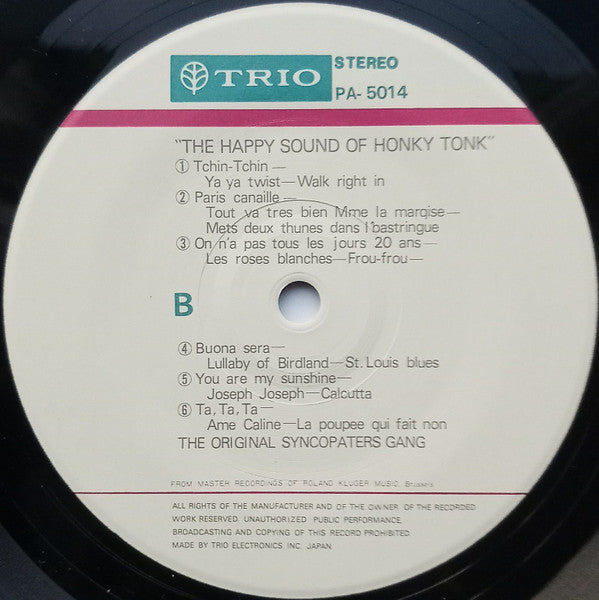 TRIO
STEREO
PA-5014
"THE HAPPY SOUND OF HONKY TONK"
① Tchin-Tchin—
Ya ya twist—Walk right in
② Paris canaille—
Tout va tres bien Mme la marqise—
Mets deux thunes dans l'bastringue
③ On n'a pas tous les jours 20 ans—
Les roses blanches—Frou-frou—
B
④ Buona sera—
Lullaby of Birdland—St. Louis blues
⑤ You are my sunshine—
Joseph Joseph—Calcutta
⑥ Ta, Ta, Ta—
Ame Caline—La poupee qui fait non
THE ORIGINAL SYNCOPATERS GANG
FROM MASTER RECORDINGS OF ROLAND KLUGER MUSIC, Brussels
ALL RIGHTS OF THE MANUFACTURER AND OF THE OWNER OF THE RECORDED
WORK RESERVED. UNAUTHORIZED PUBLIC PERFORMANCE,
BROADCASTING AND COPYING OF THIS RECORD PROHIBITED.
MADE BY TRIO ELECTRONICS INC. JAPAN.